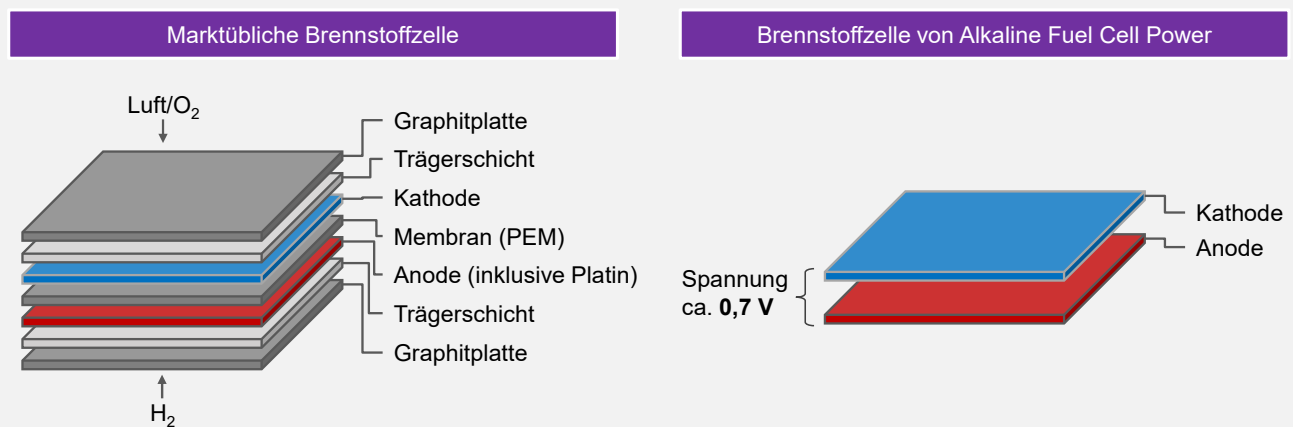 Marktübliche Brennstoffzelle
Luft/O₂
Graphitplatte
Trägerschicht
Kathode
Membran (PEM)
Anode (inklusive Platin)
Trägerschicht
Graphitplatte
H₂
Brennstoffzelle von Alkaline Fuel Cell Power
Kathode
Anode
Spannung
ca. 0,7 V